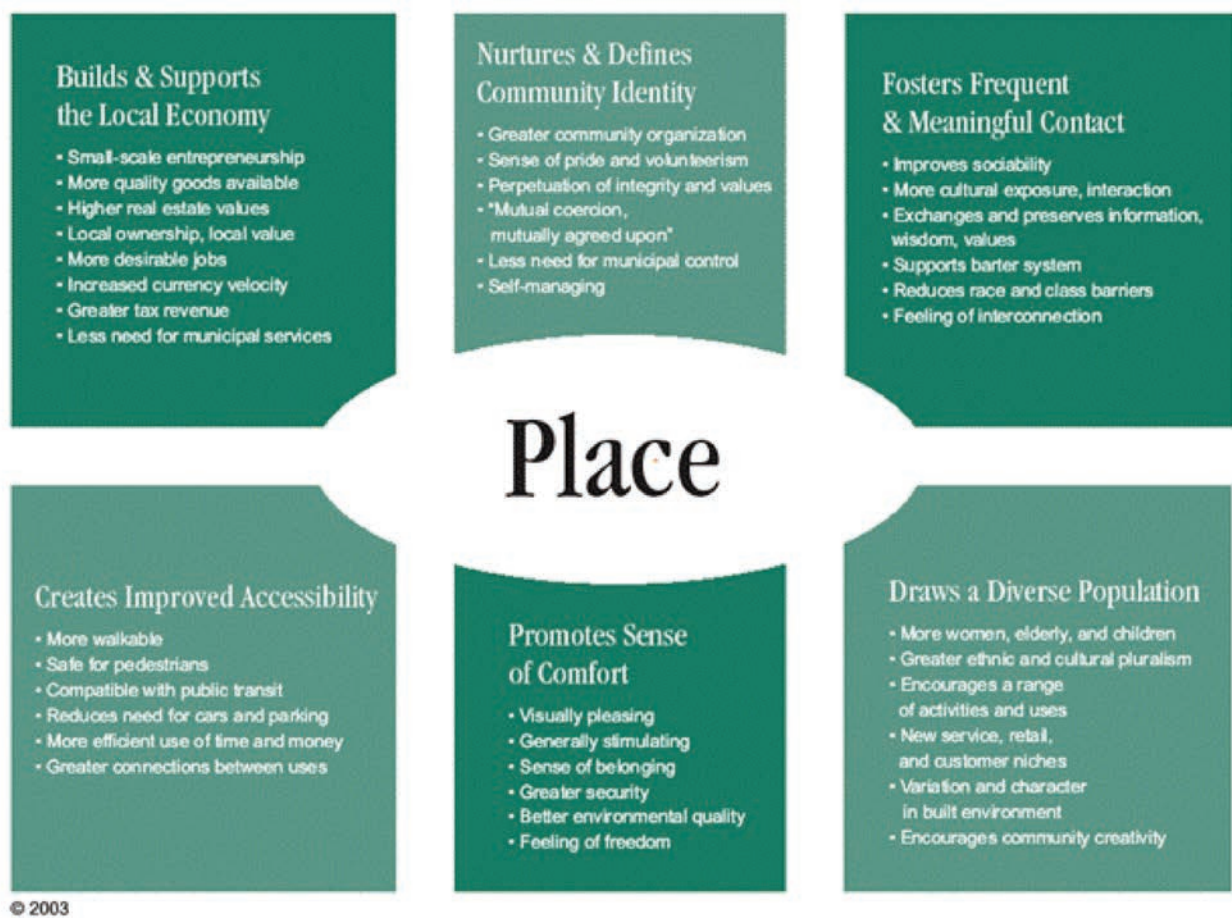 Builds & Supports
the Local Economy
• Small-scale entrepreneurship
• More quality goods available
• Higher real estate values
• Local ownership, local value
• More desirable jobs
• Increased currency velocity
• Greater tax revenue
• Less need for municipal services
Nurtures & Defines
Community Identity
• Greater community organization
• Sense of pride and volunteerism
• Perpetuation of integrity and values
• "Mutual coercion,
mutually agreed upon"
• Less need for municipal control
• Self-managing
Fosters Frequent
& Meaningful Contact
• Improves sociability
• More cultural exposure, interaction
• Exchanges and preserves information,
wisdom, values
• Supports barter system
• Reduces race and class barriers
• Feeling of interconnection
Place
Creates Improved Accessibility
• More walkable
• Safe for pedestrians
• Compatible with public transit
• Reduces need for cars and parking
• More efficient use of time and money
• Greater connections between uses
Promotes Sense
of Comfort
• Visually pleasing
• Generally stimulating
• Sense of belonging
• Greater security
• Better environmental quality
• Feeling of freedom
Draws a Diverse Population
• More women, elderly, and children
• Greater ethnic and cultural pluralism
• Encourages a range
of activities and uses
• New service, retail,
and customer niches
• Variation and character
in built environment
• Encourages community creativity
© 2003